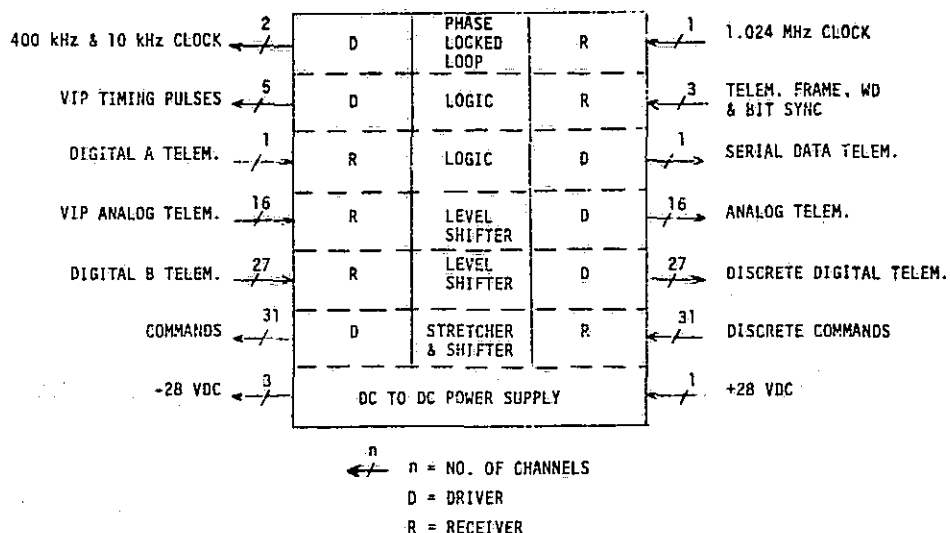 400 kHz & 10 kHz CLOCK 2 D PHASE LOCKED LOOP R 1 1.024 MHz CLOCK
VIP TIMING PULSES 5 D LOGIC R 3 TELEM. FRAME, WD & BIT SYNC
DIGITAL A TELEM. 1 R LOGIC D 1 SERIAL DATA TELEM.
VIP ANALOG TELEM. 16 R LEVEL SHIFTER D 16 ANALOG TELEM.
DIGITAL B TELEM. 27 R LEVEL SHIFTER D 27 DISCRETE DIGITAL TELEM.
COMMANDS 31 D STRETCHER & SHIFTER R 31 DISCRETE COMMANDS
-28 VDC 3 DC TO DC POWER SUPPLY 1 +28 VDC
n n = NO. OF CHANNELS
D = DRIVER
R = RECEIVER